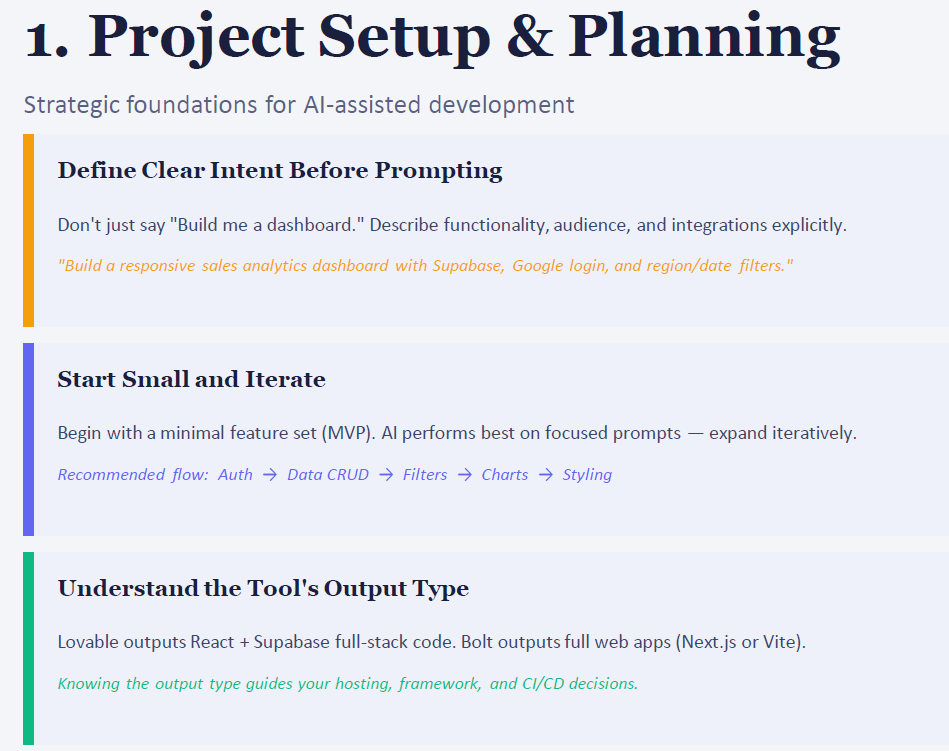 1. Project Setup & Planning
Strategic foundations for AI-assisted development
Define Clear Intent Before Prompting
Don't just say "Build me a dashboard." Describe functionality, audience, and integrations explicitly.
"Build a responsive sales analytics dashboard with Supabase, Google login, and region/date filters."
Start Small and Iterate
Begin with a minimal feature set (MVP). AI performs best on focused prompts — expand iteratively.
Recommended flow: Auth → Data CRUD → Filters → Charts → Styling
Understand the Tool's Output Type
Lovable outputs React + Supabase full-stack code. Bolt outputs full web apps (Next.js or Vite).
Knowing the output type guides your hosting, framework, and CI/CD decisions.